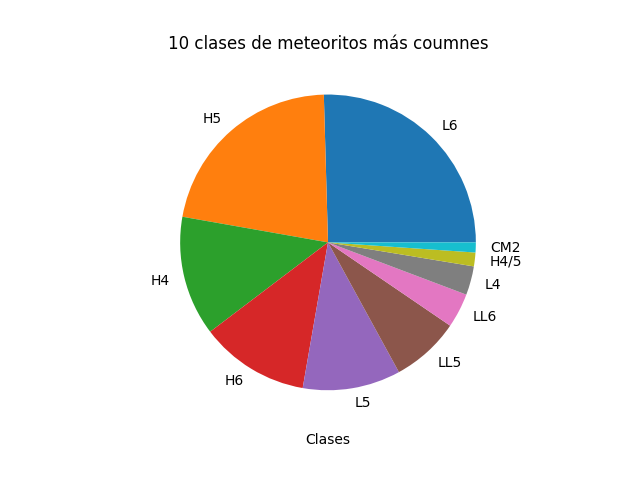 10 clases de meteoritos más coumnes
L6
H5
H4
H6
L5
LL5
LL6
L4
H4/5
CM2
Clases